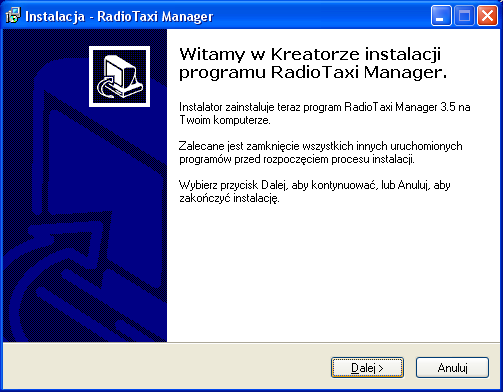 Instalacja - RadioTaxi Manager
Witamy w Kreatorze instalacji
programu RadioTaxi Manager.
Instalator zainstaluje teraz program RadioTaxi Manager 3.5 na
Twoim komputerze.
Zalecane jest zamknięcie wszystkich innych uruchomionych
programów przed rozpoczęciem procesu instalacji.
Wybierz przycisk Dalej, aby kontynuować, lub Anuluj, aby
zakończyć instalację.
Dalej > Anuluj